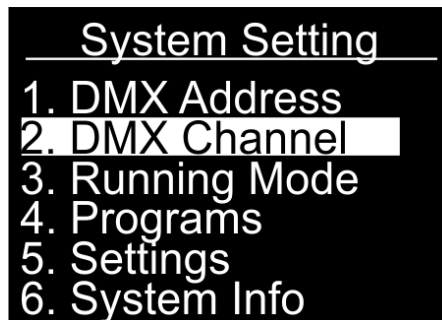 System Setting
1. DMX Address
2. DMX Channel
3. Running Mode
4. Programs
5. Settings
6. System Info